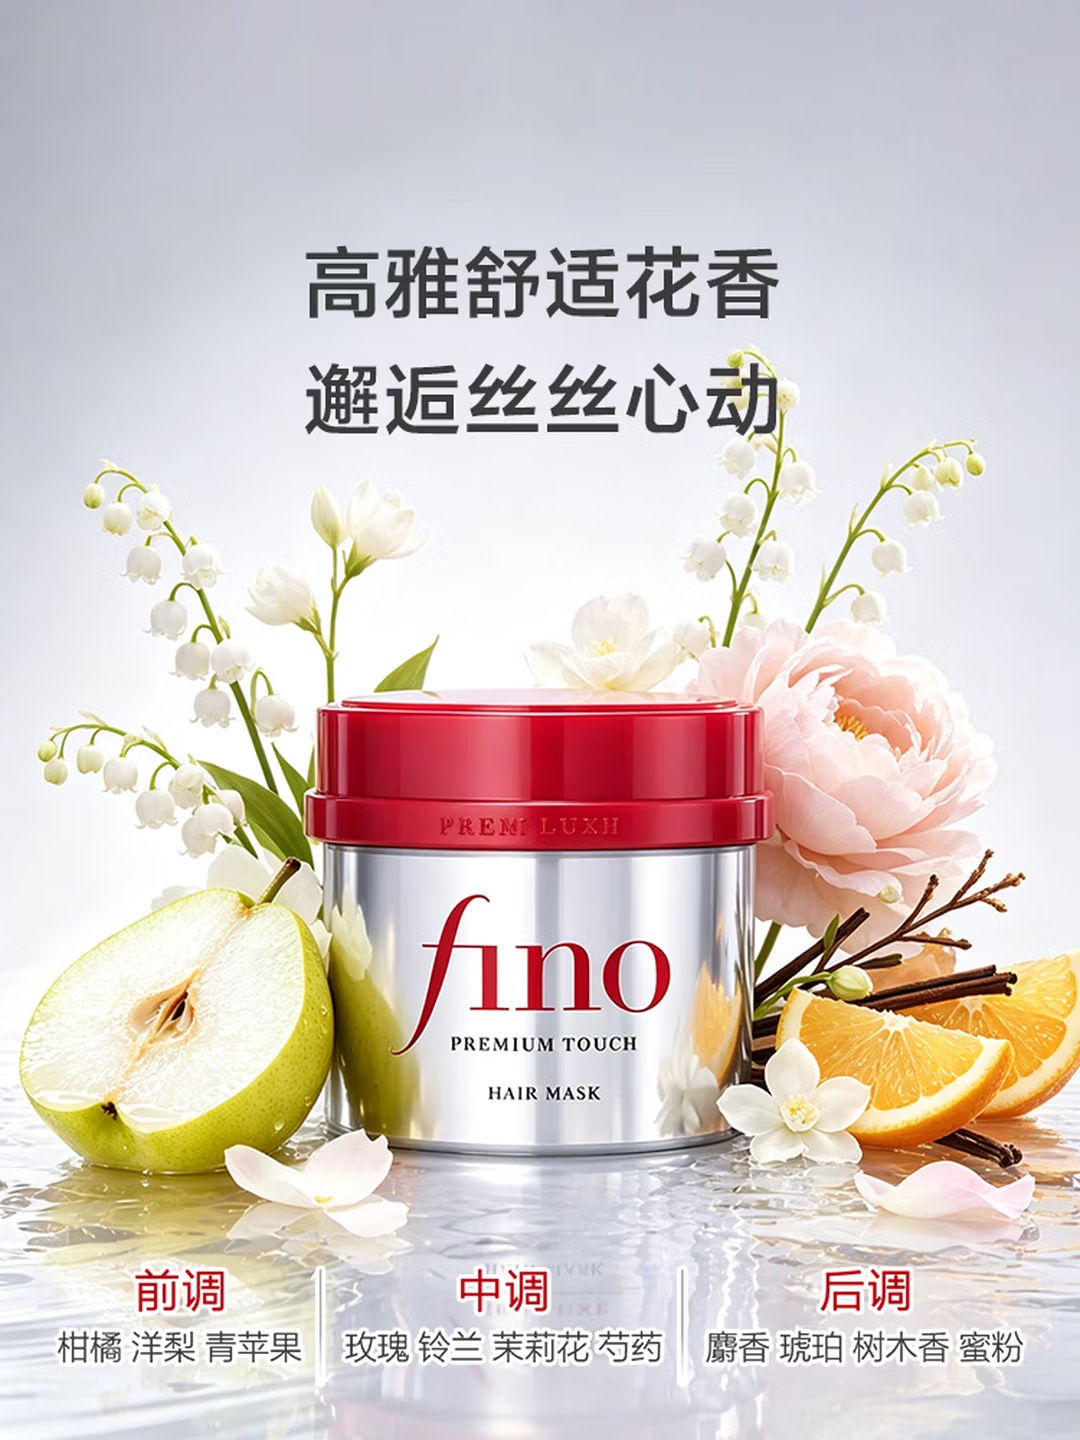 高雅舒适花香
邂逅丝丝心动
fino
PREMIUM TOUCH
HAIR MASK
前调
柑橘 洋梨 青苹果
中调
玫瑰 铃兰 茉莉花 芍药
后调
麝香 琥珀 树木香 蜜粉